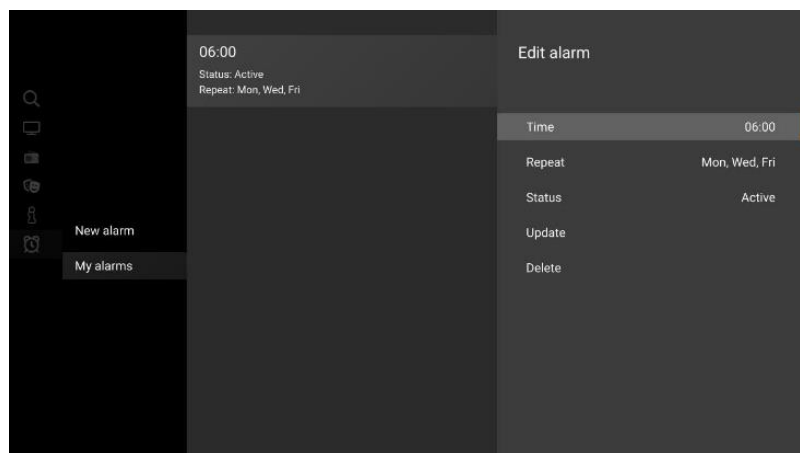 06:00
Status: Active
Repeat: Mon, Wed, Fri
New alarm
My alarms
Edit alarm
Time 06:00
Repeat Mon, Wed, Fri
Status Active
Update
Delete